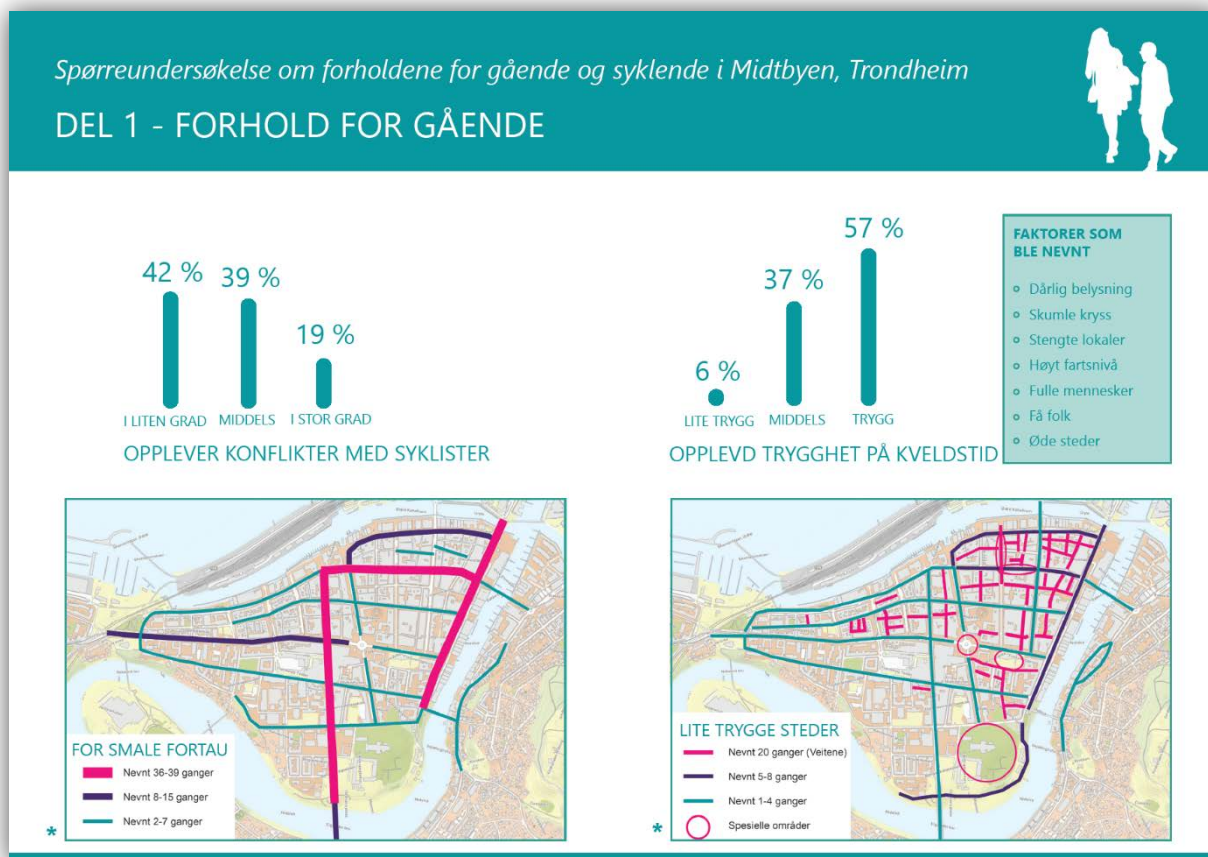 Spørreundersøkelse om forholdene for gående og syklende i Midtbyen, Trondheim
DEL 1 - FORHOLD FOR GÅENDE
42 %
39 %
19 %
I LITEN GRAD
MIDDELS
I STOR GRAD
OPPLEVER KONFLIKTER MED SYKLISTER
6 %
37 %
57 %
LITE TRYGG
MIDDELS
TRYGG
OPPLEVD TRYGGHET PÅ KVELDSTID
FAKTORER SOM
BLE NEVNT
Dårlig belysning
Skumle kryss
Stengte lokaler
Høyt fartsnivå
Fulle mennesker
Få folk
Øde steder
FOR SMALE FORTAU
Nevnt 36-39 ganger
Nevnt 8-15 ganger
Nevnt 2-7 ganger
*
LITE TRYGGE STEDER
Nevnt 20 ganger (Veitene)
Nevnt 5-8 ganger
Nevnt 1-4 ganger
Spesielle områder
*